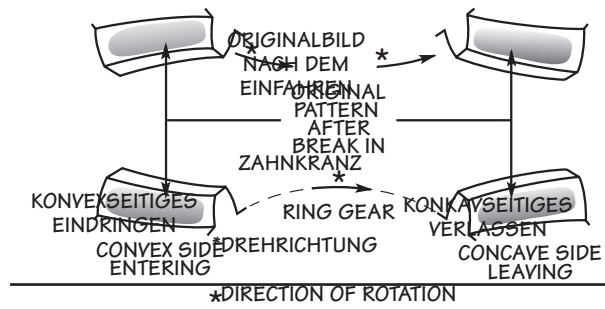 *
ORIGINALBILD
NACH DEM
EINFAHREN
*
ORIGINAL
PATTERN
AFTER
BREAK IN
ZAHNKRANZ
*
RING GEAR
KONVEXSEITIGES
EINDRINGEN
CONVEX SIDE
ENTERING
KONKAVSEITIGES
VERLASSEN
CONCAVE SIDE
LEAVING
*DREHRICHTUNG
*DIRECTION OF ROTATION